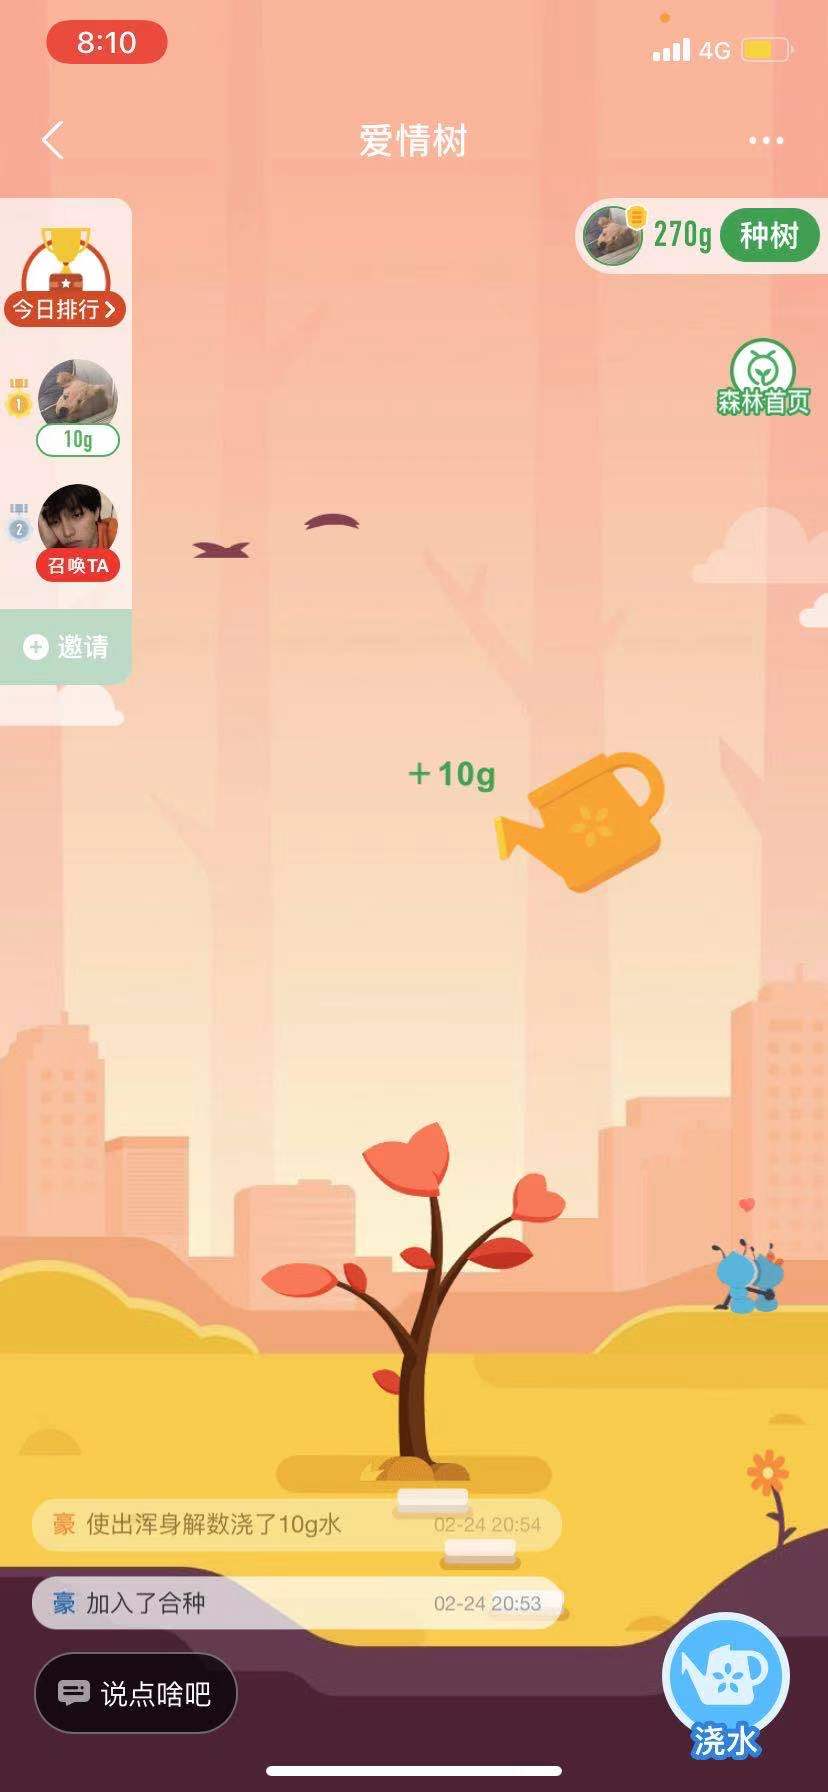 8:10
4G
爱情树
270g
种树
今日排行
森林首页
1
10g
2
召唤TA
邀请
+10g
豪 使出浑身解数浇了10g水 02-24 20:54
豪 加入了合种 02-24 20:53
说点啥吧
浇水